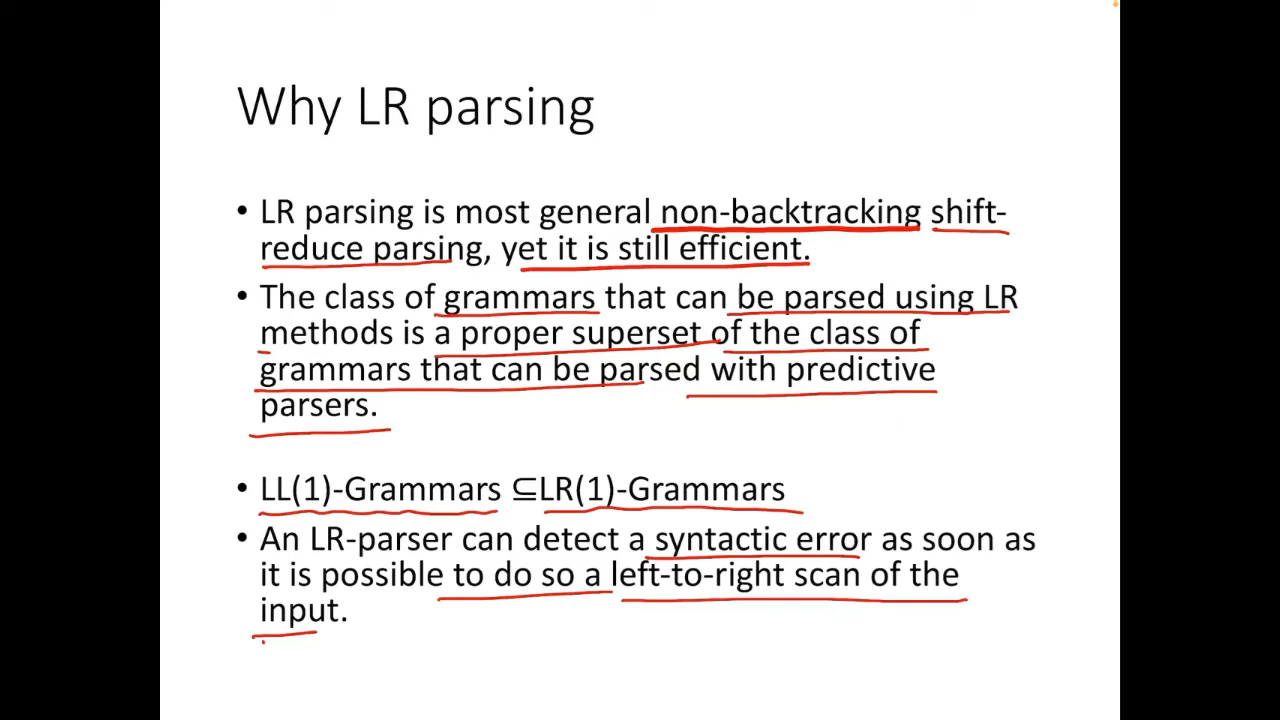 Why LR parsing
• LR parsing is most general non-backtracking shift-
reduce parsing, yet it is still efficient.
• The class of grammars that can be parsed using LR
methods is a proper superset of the class of
grammars that can be parsed with predictive
parsers.
• LL(1)-Grammars ⊆LR(1)-Grammars
• An LR-parser can detect a syntactic error as soon as
it is possible to do so a left-to-right scan of the
input.